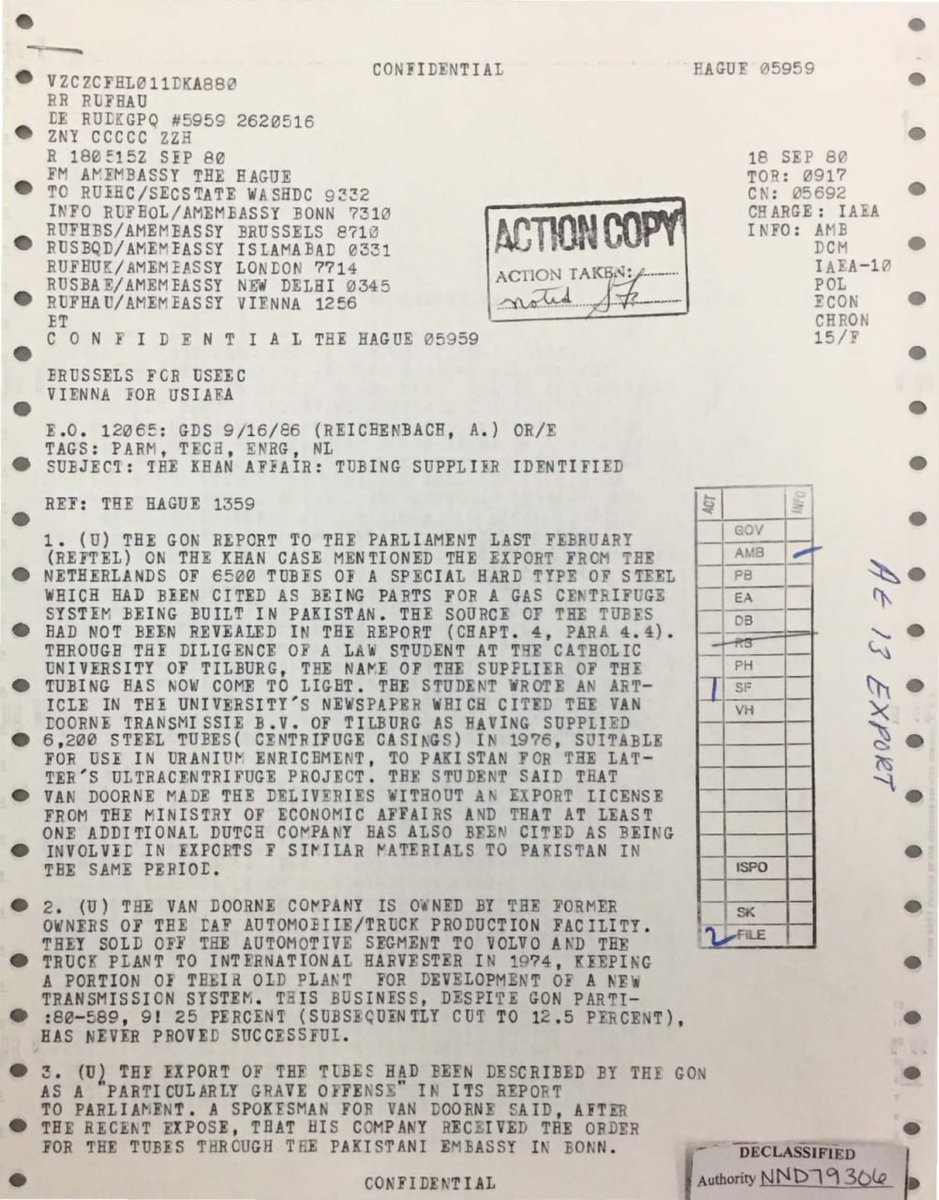 CONFIDENTIAL HAGUE 05959
VZCZCFHL011DKA880
RR RUFHAU
DE RUDKGPQ #5959 2620516
ZNY CCCCC ZZH
R 180515Z SEP 80
FM AMEMBASSY THE HAGUE
TO RUEHC/SECSTATE WASHDC 9332
INFO RUFHOL/AMEMBASSY BONN 7310
RUFHBS/AMEMBASSY BRUSSELS 8710
RUSBQD/AMEMBASSY ISLAMABAD 0331
RUFHUK/AMEMBASSY LONDON 7714
RUSBAE/AMEMBASSY NEW DELHI 0345
RUFHAU/AMEMBASSY VIENNA 1256
BT
C O N F I D E N T I A L THE HAGUE 05959
18 SEP 80
TOR: 0917
CN: 05692
CHARGE: IAEA
INFO: AMB
DCM
IAEA-10
POL
ECON
CHRON
15/F
ACTION COPY
ACTION TAKEN:
noted
BRUSSELS FOR USEEC
VIENNA FOR USIAEA
E.O. 12065: GDS 9/16/86 (REICHENBACH, A.) OR/E
TAGS: PARM, TECH, ENRG, NL
SUBJECT: THE KHAN AFFAIR: TUBING SUPPLIER IDENTIFIED
REF: THE HAGUE 1359
1. (U) THE GON REPORT TO THE PARLIAMENT LAST FEBRUARY
(REFTEL) ON THE KHAN CASE MENTIONED THE EXPORT FROM THE
NETHERLANDS OF 6500 TUBES OF A SPECIAL HARD TYPE OF STEEL
WHICH HAD BEEN CITED AS BEING PARTS FOR A GAS CENTRIFUGE
SYSTEM BEING BUILT IN PAKISTAN. THE SOURCE OF THE TUBES
HAD NOT BEEN REVEALED IN THE REPORT (CHAPT. 4, PARA 4.4).
THROUGH THE DILIGENCE OF A LAW STUDENT AT THE CATHOLIC
UNIVERSITY OF TILBURG, THE NAME OF THE SUPPLIER OF THE
TUBING HAS NOW COME TO LIGHT. THE STUDENT WROTE AN ART-
ICLE IN THE UNIVERSITY'S NEWSPAPER WHICH CITED THE VAN
DOORNE TRANSMISSIE B.V. OF TILBURG AS HAVING SUPPLIED
6,200 STEEL TUBES( CENTRIFUGE CASINGS) IN 1976, SUITABLE
FOR USE IN URANIUM ENRICMENT, TO PAKISTAN FOR THE LAT-
TER'S ULTRACENTRIFUGE PROJECT. THE STUDENT SAID THAT
VAN DOORNE MADE THE DELIVERIES WITHOUT AN EXPORT LICENSE
FROM THE MINISTRY OF ECONOMIC AFFAIRS AND THAT AT LEAST
ONE ADDITIONAL DUTCH COMPANY HAS ALSO BEEN CITED AS BEING
INVOLVED IN EXPORTS F SIMILAR MATERIALS TO PAKISTAN IN
THE SAME PERIOD.
2. (U) THE VAN DOORNE COMPANY IS OWNED BY THE FORMER
OWNERS OF THE DAF AUTOMOBILE/TRUCK PRODUCTION FACILITY.
THEY SOLD OFF THE AUTOMOTIVE SEGMENT TO VOLVO AND THE
TRUCK PLANT TO INTERNATIONAL HARVESTER IN 1974, KEEPING
A PORTION OF THEIR OLD PLANT FOR DEVELOPMENT OF A NEW
TRANSMISSION SYSTEM. THIS BUSINESS, DESPITE GON PARTI-
:80-589, 9! 25 PERCENT (SUBSEQUENTLY CUT TO 12.5 PERCENT),
HAS NEVER PROVED SUCCESSFUL.
3. (U) THE EXPORT OF THE TUBES HAD BEEN DESCRIBED BY THE GON
AS A "PARTICULARLY GRAVE OFFENSE" IN ITS REPORT
TO PARLIAMENT. A SPOKESMAN FOR VAN DOORNE SAID, AFTER
THE RECENT EXPOSE, THAT HIS COMPANY RECEIVED THE ORDER
FOR THE TUBES THROUGH THE PAKISTANI EMBASSY IN BONN.
CONFIDENTIAL
ACT INFO
GOV
AMB
PB
EA
DB
RB
PH
1 SF
VH
ISPO
SK
2 FILE
AE 13 EXPORT
DECLASSIFIED
Authority NND79306